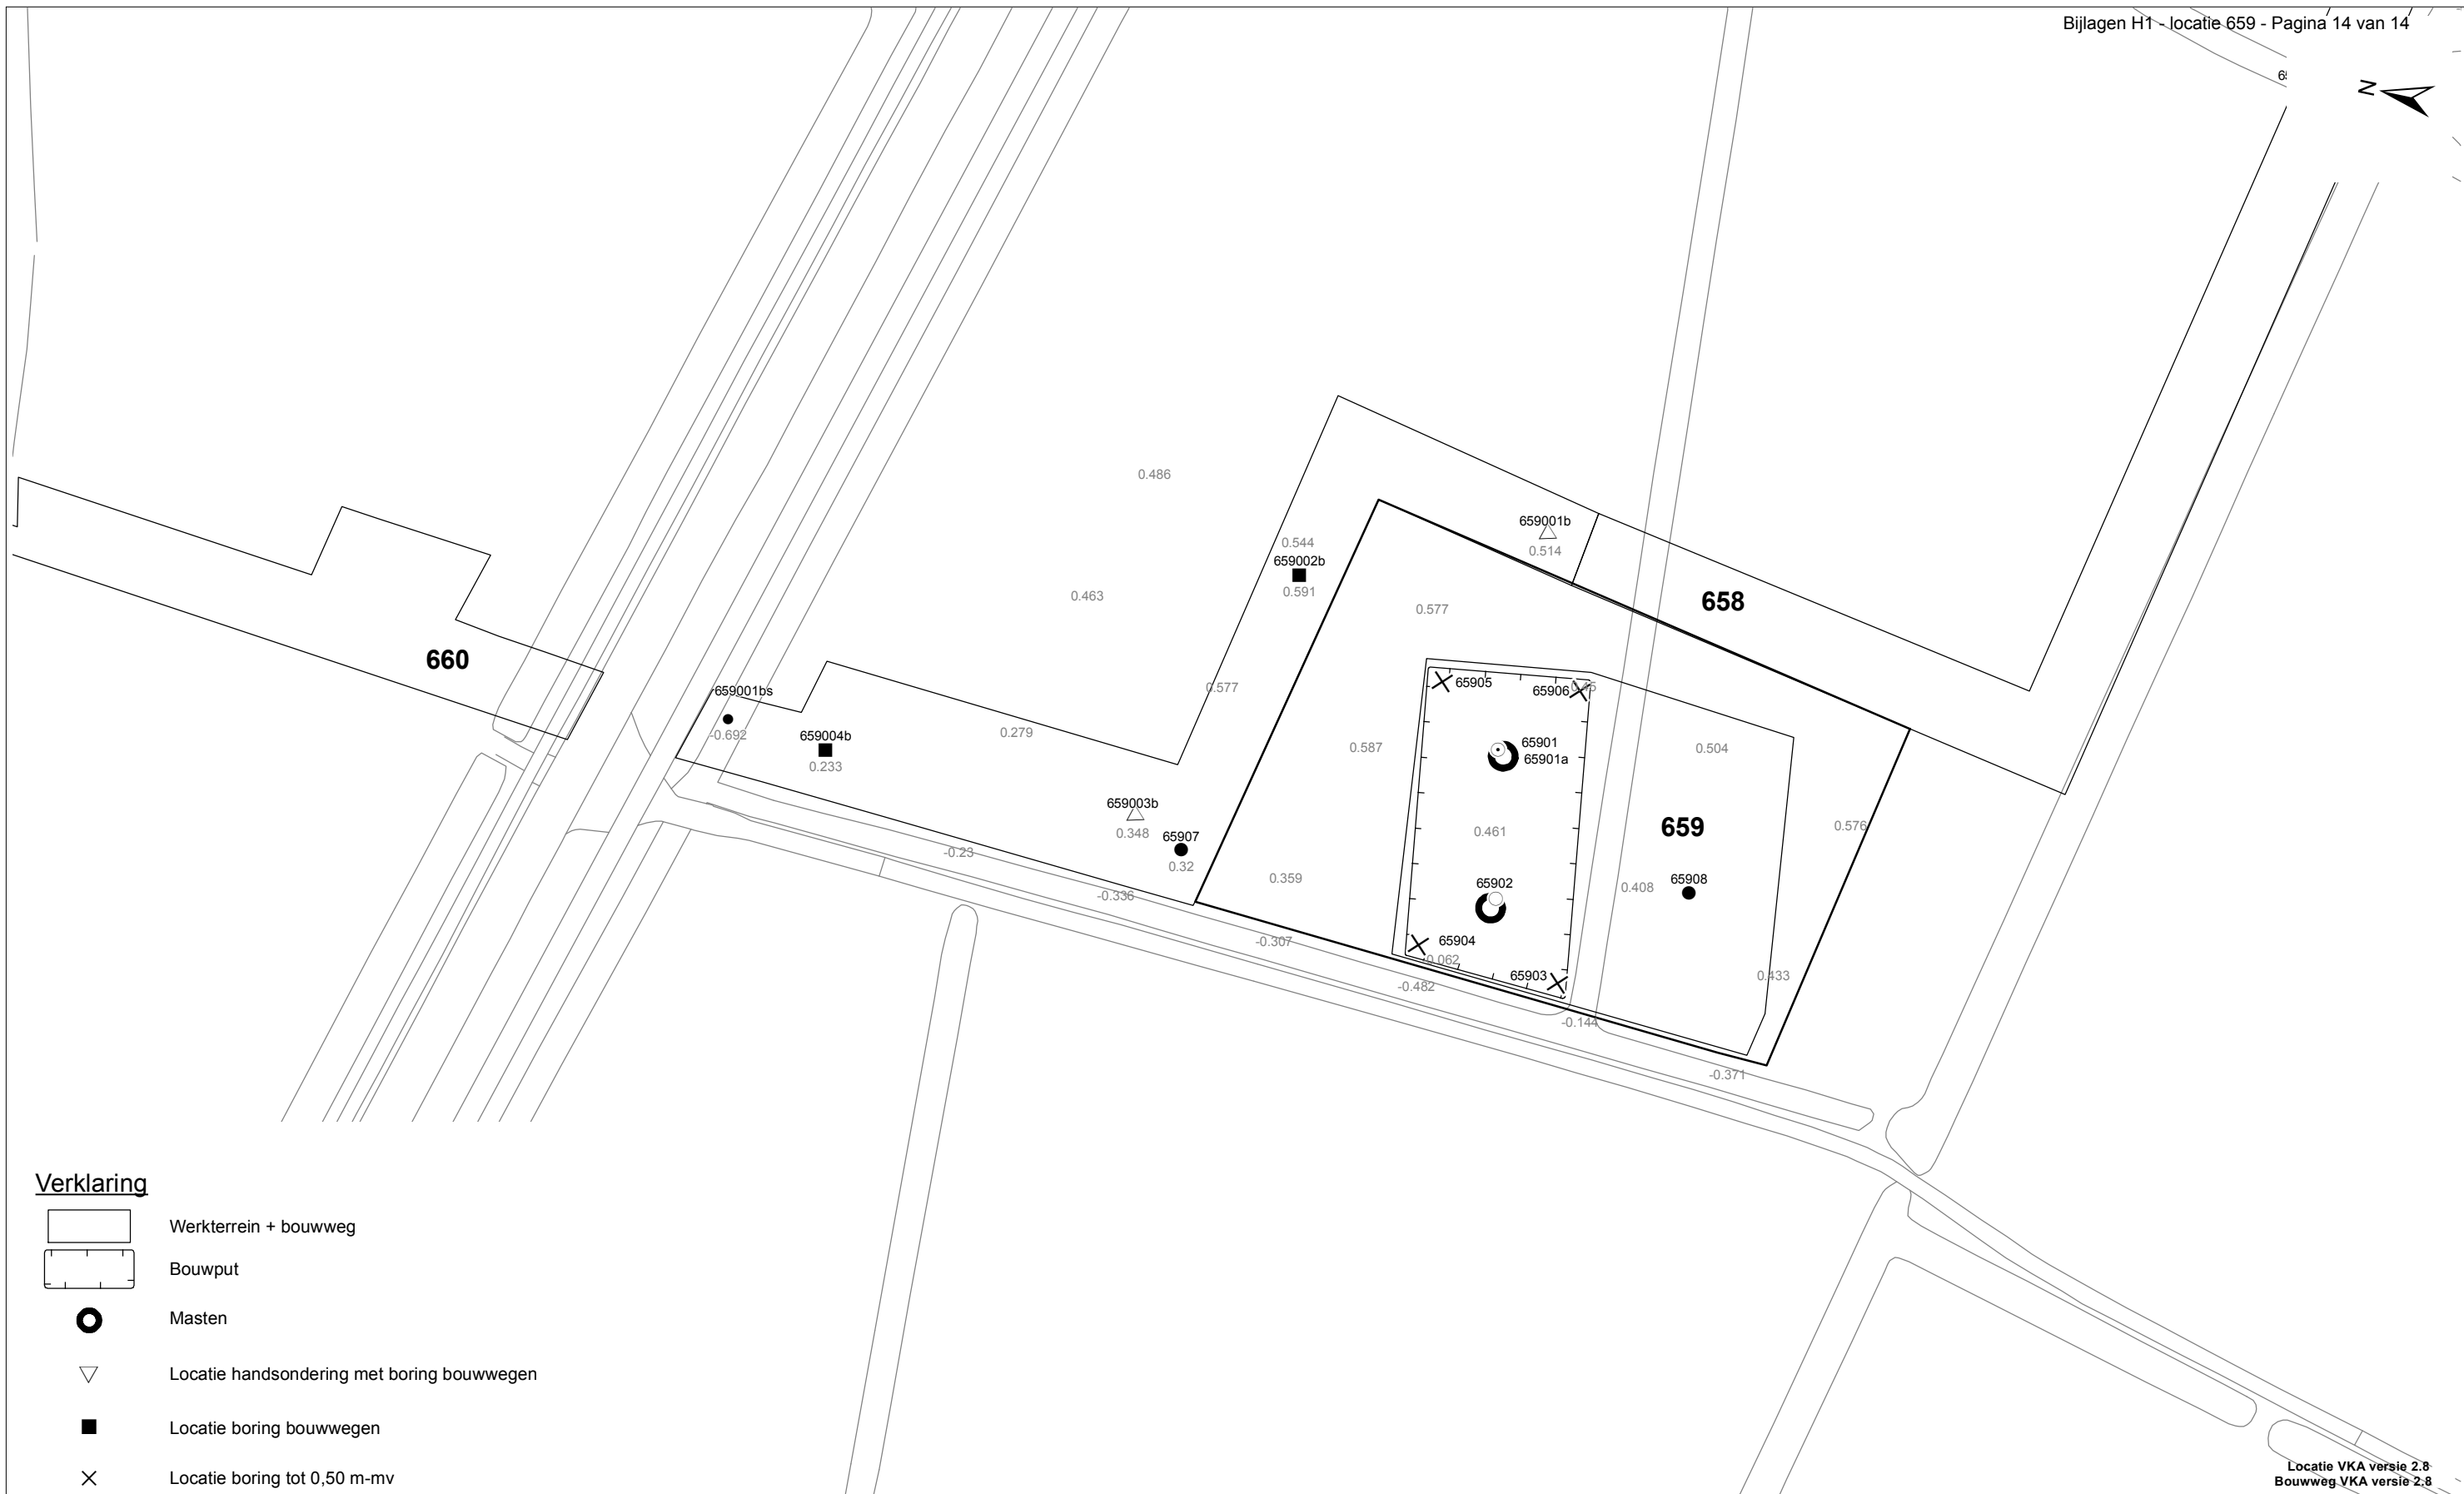 Bijlagen H1 - locatie 659 - Pagina 14 van 14
N
0.486
659001b
0.514
0.544
659002b
0.591
0.463
0.577
658
660
0.577
65905
65906
659001bs
-0.692
659004b
0.233
0.279
0.587
65901
65901a
0.504
659003b
0.348
65907
0.32
0.461
659
0.576
-0.23
0.359
65902
0.408
65908
-0.336
-0.307
65904
0.062
65903
-0.482
0.433
-0.144
-0.371
Verklaring
Werkterrein + bouwweg
Bouwput
Masten
Locatie handsondering met boring bouwwegen
Locatie boring bouwwegen
Locatie boring tot 0,50 m-mv
Locatie VKA versie 2.8
Bouwweg VKA versie 2.8